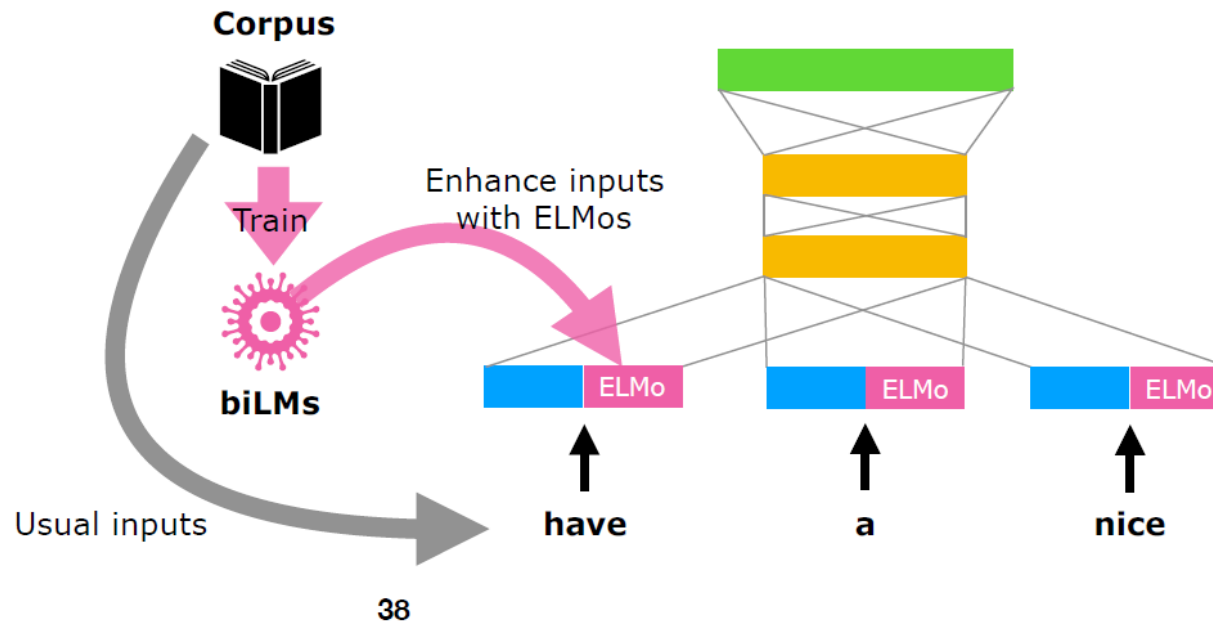 Corpus
Train
biLMs
Usual inputs
Enhance inputs
with ELMos
ELMo
ELMo
ELMo
have
a
nice
38